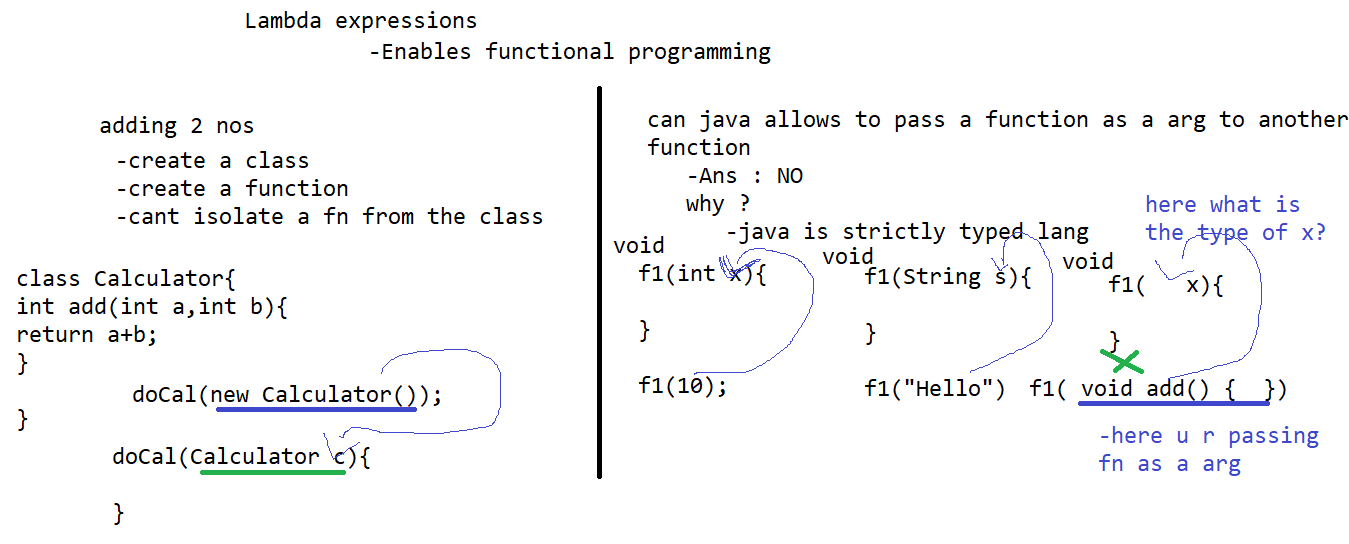 Lambda expressions
-Enables functional programming
adding 2 nos
-create a class
-create a function
-cant isolate a fn from the class
class Calculator{
int add(int a,int b){
return a+b;
}
doCal(new Calculator());
}
doCal(Calculator c){
}
can java allows to pass a function as a arg to another
function
-Ans : NO
why ?
-java is strictly typed lang
here what is
the type of x?
void
f1(int x){
}
f1(10);
void
f1(String s){
}
f1("Hello")
void
f1( x){
}
f1( void add() { })
-here u r passing
fn as a arg